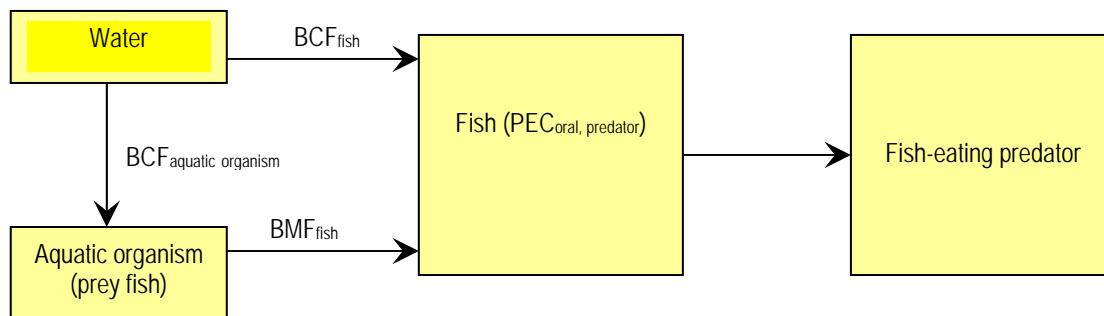 Water
BCFfish
Fish (PECoral, predator)
Fish-eating predator
BCFaquatic organism
BMFfish
Aquatic organism
(prey fish)